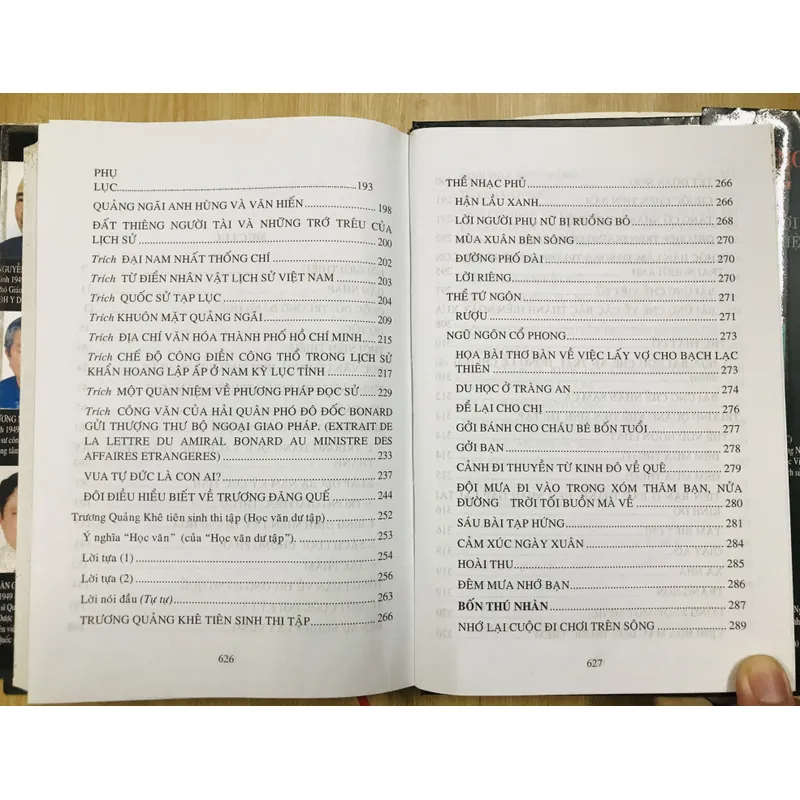 PHỤ
LỤC.....193
QUẢNG NGÃI ANH HÙNG VÀ VĂN HIẾN.....198
ĐẤT THIÊNG NGƯỜI TÀI VÀ NHỮNG TRỚ TRÊU CỦA
LỊCH SỬ.....200
Trích ĐẠI NAM NHẤT THỐNG CHÍ.....202
Trích TỪ ĐIỂN NHÂN VẬT LỊCH SỬ VIỆT NAM.....203
Trích QUỐC SỬ TẠP LỤC.....204
Trích KHUÔN MẶT QUẢNG NGÃI.....209
Trích ĐỊA CHÍ VĂN HÓA THÀNH PHỐ HỒ CHÍ MINH.....215
Trích CHẾ ĐỘ CÔNG ĐIỀN CÔNG THỔ TRONG LỊCH SỬ
KHẨN HOANG LẬP ẤP Ở NAM KỲ LỤC TỈNH.....217
Trích MỘT QUAN NIỆM VỀ PHƯƠNG PHÁP ĐỌC SỬ.....229
Trích CÔNG VĂN CỦA HẢI QUÂN PHÓ ĐÔ ĐỐC BONARD
GỬI THƯỢNG THƯ BỘ NGOẠI GIAO PHÁP. (EXTRAIT DE
LA LETTRE DU AMIRAL BONARD AU MINISTRE DES
AFFAIRES ETRANGERES).....233
VUA TỰ ĐỨC LÀ CON AI?.....237
ĐÔI ĐIỀU HIỂU BIẾT VỀ TRƯƠNG ĐĂNG QUẾ.....244
Trương Quảng Khê tiên sinh thi tập (Học văn dư tập).....252
Ý nghĩa “Học văn” (của “Học văn dư tập”).
Lời tựa (1).....254
Lời tựa (2).....256
Lời nói đầu (Tự tự).....263
TRƯƠNG QUẢNG KHÊ TIÊN SINH THI TẬP.....266
626
THỂ NHẠC PHỦ.....266
HẬN LẦU XANH.....266
LỜI NGƯỜI PHỤ NỮ BỊ RUỒNG BỎ.....268
MÙA XUÂN BÊN SÔNG.....270
ĐƯỜNG PHỐ DÀI.....270
LỜI RIÊNG.....270
THỂ TỨ NGÔN.....271
RƯỢU.....271
NGŨ NGÔN CỔ PHONG.....273
HỌA BÀI THƠ BÀN VỀ VIỆC LẤY VỢ CHO BẠCH LẠC
THIÊN.....273
DU HỌC Ở TRÀNG AN.....274
ĐỂ LẠI CHO CHỊ.....276
GỞI BÁNH CHO CHÁU BÉ BỐN TUỔI.....277
GỞI BẠN.....278
CẢNH ĐI THUYỀN TỪ KINH ĐÔ VỀ QUÊ.....279
ĐỘI MƯA ĐI VÀO TRONG XÓM THĂM BẠN, NỬA
ĐƯỜNG TRỜI TỐI BUỒN MÀ VỀ.....280
SÁU BÀI TẠP HỨNG.....281
CẢM XÚC NGÀY XUÂN.....284
HOÀI THU.....285
ĐÊM MƯA NHỚ BẠN.....286
BỐN THÚ NHÀN.....287
NHỚ LẠI CUỘC ĐI CHƠI TRÊN SÔNG.....289
627